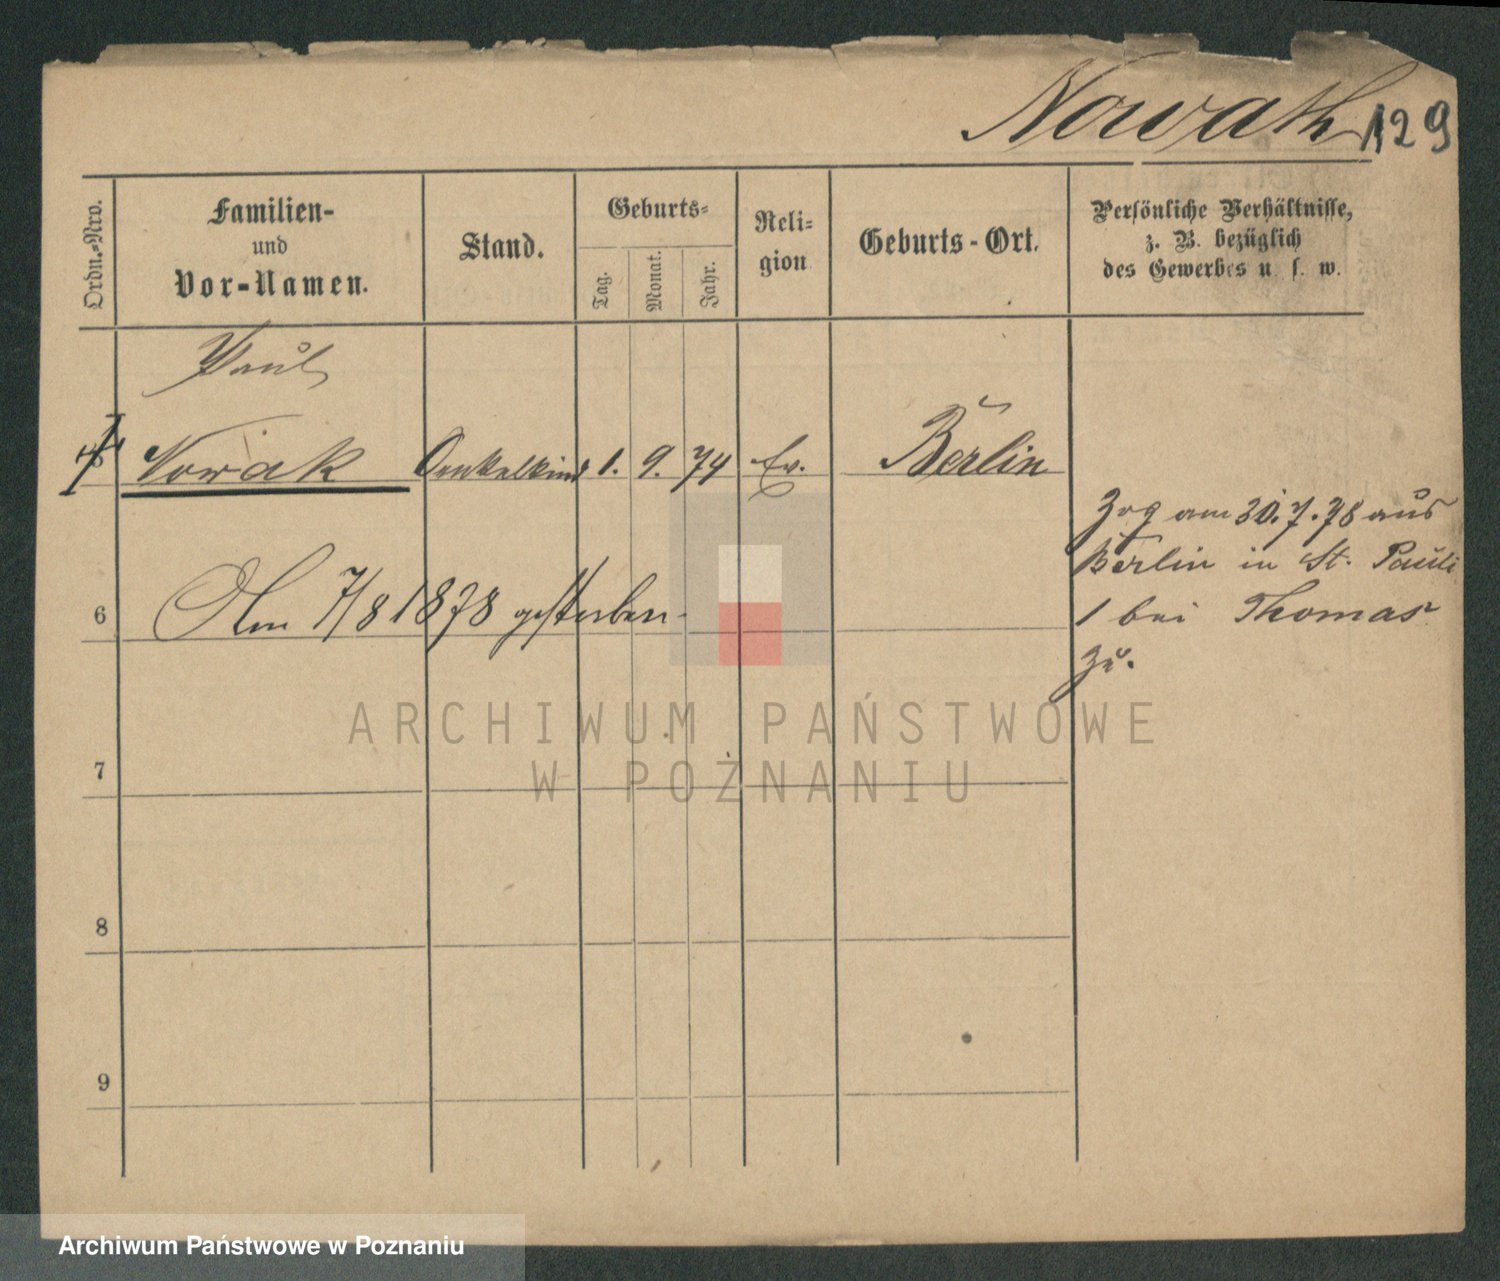 Nowak 129
Ordn.-Nro.
Familien-
und
Vor-Namen.
Stand.
Geburts-
Tag.
Monat.
Jahr.
Reli-
gion
Geburts-Ort.
Persönliche Verhältnisse,
z. B. bezüglich
des Gewerbes u. s. w.
Paul
Nowak Enkelkind 1. 9. 74 Ev. Berlin
Zog am 30.7.78 aus
Berlin in St. Pauli
1 bei Thomas
zu.
6 Am 7/8 1878 gestorben.
7
8
9
ARCHIWUM PAŃSTWOWE
W POZNANIU
Archiwum Państwowe w Poznaniu